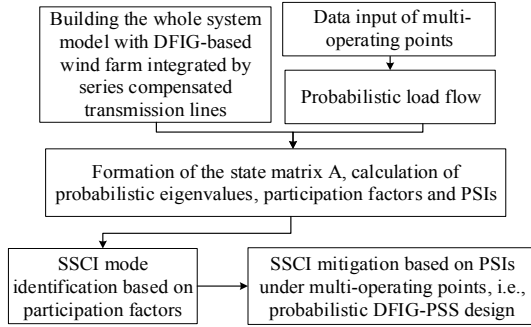 Building the whole system
model with DFIG-based
wind farm integrated by
series compensated
transmission lines
Data input of multi-
operating points
Probabilistic load flow
Formation of the state matrix A, calculation of
probabilistic eigenvalues, participation factors and PSIs
SSCI mode
identification based on
participation factors
SSCI mitigation based on PSIs
under multi-operating points, i.e.,
probabilistic DFIG-PSS design